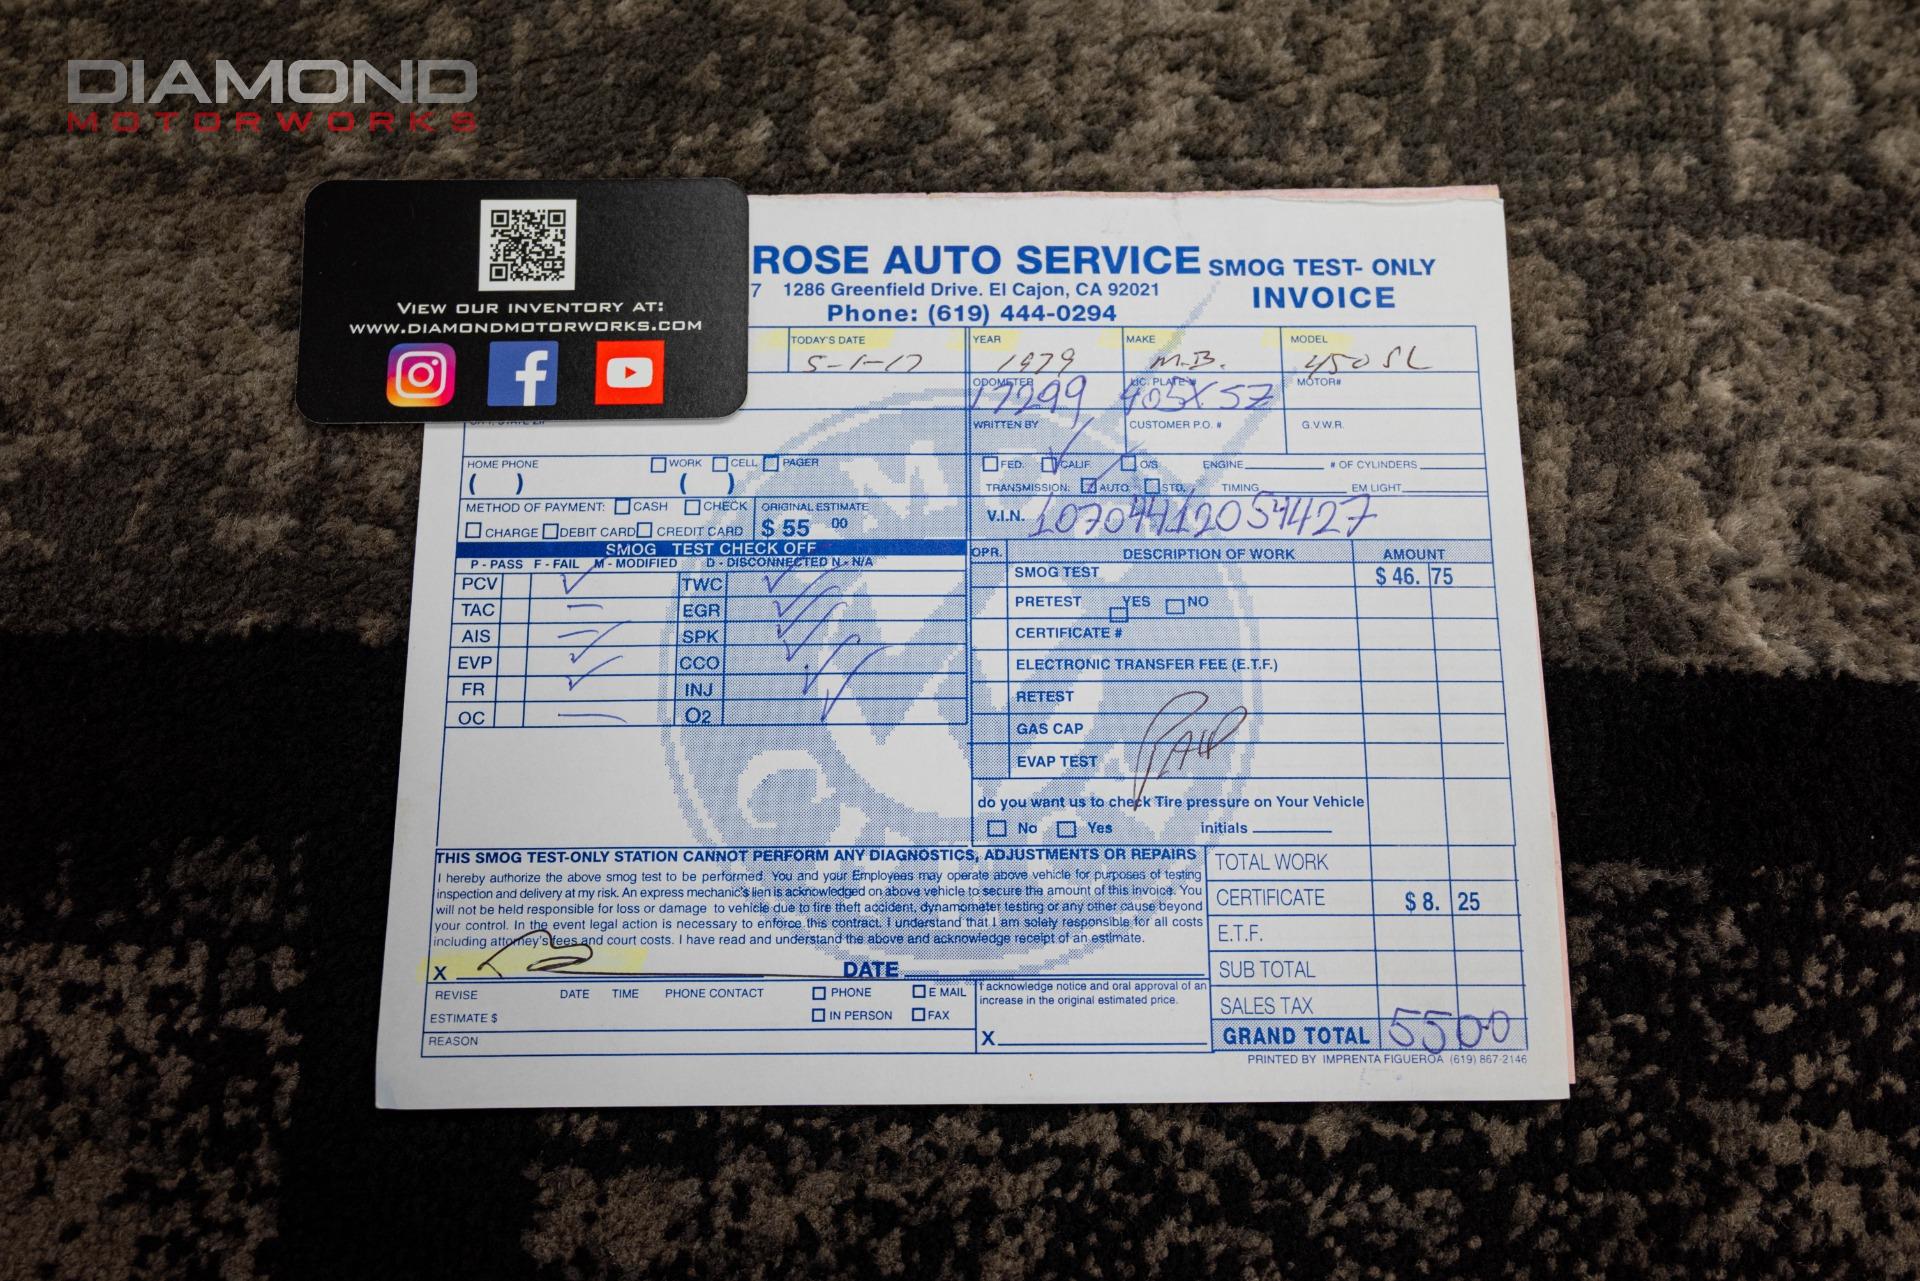 DIAMOND
MOTORWORKS
VIEW OUR INVENTORY AT:
WWW.DIAMONDMOTORWORKS.COM
ROSE AUTO SERVICE
7 1286 Greenfield Drive. El Cajon, CA 92021
Phone: (619) 444-0294
SMOG TEST- ONLY
INVOICE
TODAY'S DATE
5-1-17
YEAR
1979
MAKE
M.B.
MODEL
450 SL
ODOMETER
17299
LIC. PLATE #
905XSZ
MOTOR#
CITY, STATE ZIP
WRITTEN BY
CUSTOMER P.O. #
G.V.W.R.
HOME PHONE
WORK CELL PAGER
( ) ( )
FED. CALIF. O/S ENGINE # OF CYLINDERS
TRANSMISSION: AUTO. STD. TIMING EM LIGHT
METHOD OF PAYMENT: CASH CHECK
CHARGE DEBIT CARD CREDIT CARD
ORIGINAL ESTIMATE
$ 55 00
V.I.N. 10704412054427
SMOG TEST CHECK OFF
P - PASS F - FAIL M - MODIFIED D - DISCONNECTED N - N/A
PCV TWC
TAC EGR
AIS SPK
EVP CCO
FR INJ
OC O2
OPR. DESCRIPTION OF WORK AMOUNT
SMOG TEST $ 46. 75
PRETEST YES NO
CERTIFICATE #
ELECTRONIC TRANSFER FEE (E.T.F.)
RETEST
GAS CAP
EVAP TEST
PAID
do you want us to check Tire pressure on Your Vehicle
No Yes initials
THIS SMOG TEST-ONLY STATION CANNOT PERFORM ANY DIAGNOSTICS, ADJUSTMENTS OR REPAIRS
I hereby authorize the above smog test to be performed. You and your Employees may operate above vehicle for purposes of testing
inspection and delivery at my risk. An express mechanic's lien is acknowledged on above vehicle to secure the amount of this invoice. You
will not be held responsible for loss or damage to vehicle due to fire theft accident, dynamometer testing or any other cause beyond
your control. In the event legal action is necessary to enforce this contract. I understand that I am solely responsible for all costs
including attorney's fees and court costs. I have read and understand the above and acknowledge receipt of an estimate.
X DATE
REVISE DATE TIME PHONE CONTACT PHONE E MAIL
ESTIMATE $ IN PERSON FAX
REASON
I acknowledge notice and oral approval of an
increase in the original estimated price.
X
TOTAL WORK
CERTIFICATE $ 8. 25
E.T.F.
SUB TOTAL
SALES TAX
GRAND TOTAL 5500
PRINTED BY IMPRENTA FIGUEROA (619) 867-2146